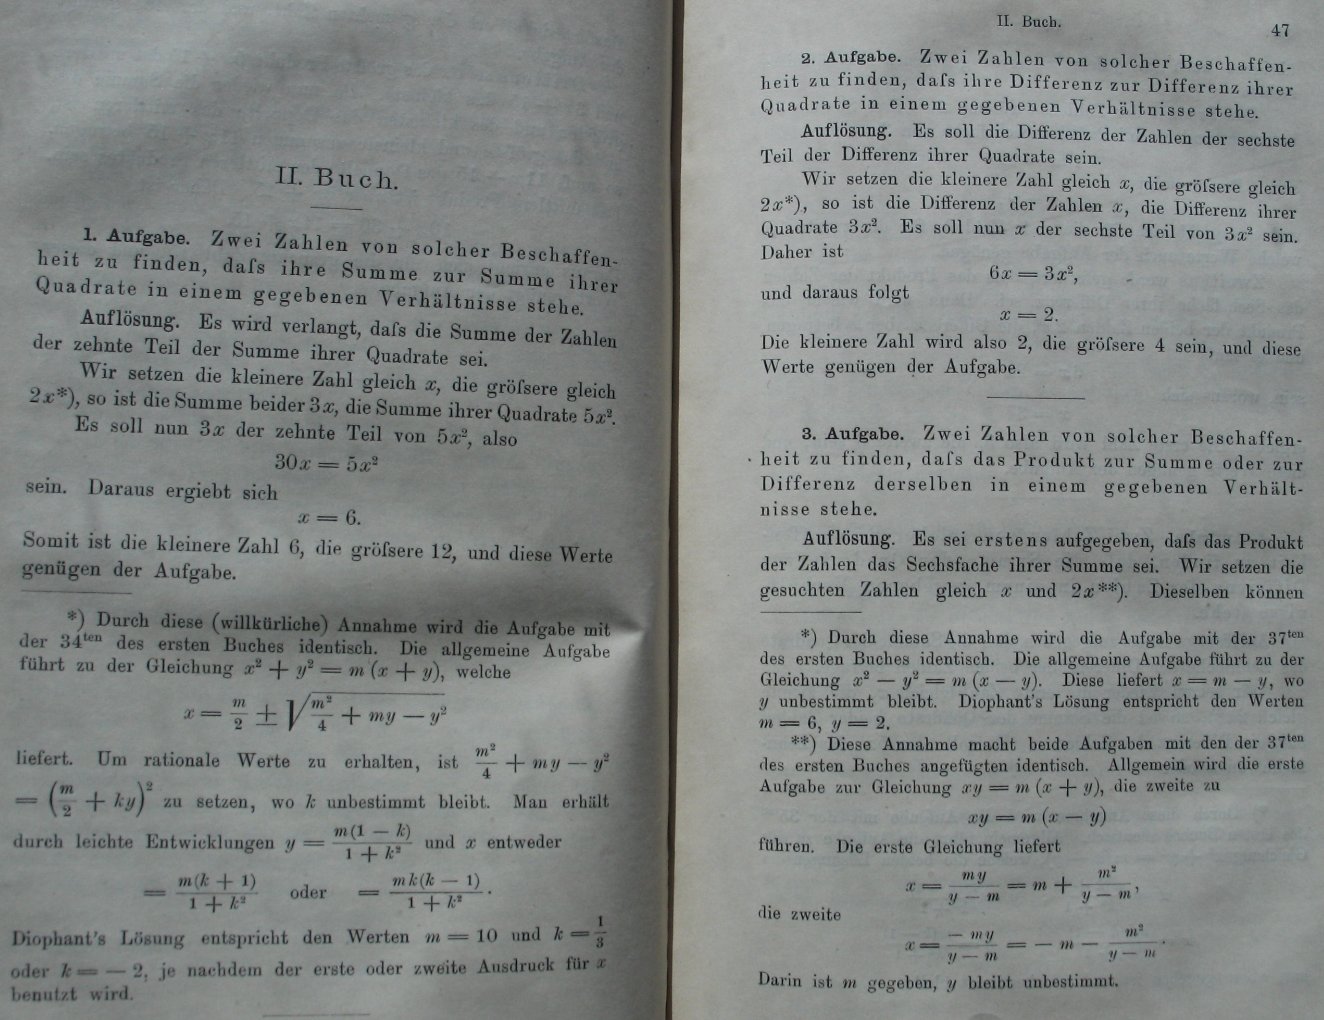 II. Buch.
1. Aufgabe. Zwei Zahlen von solcher Beschaffen-
heit zu finden, daſs ihre Summe zur Summe ihrer
Quadrate in einem gegebenen Verhältnisse stehe.
Auflösung. Es wird verlangt, daſs die Summe der Zahlen
der zehnte Teil der Summe ihrer Quadrate sei.
Wir setzen die kleinere Zahl gleich x, die gröſsere gleich
2x*), so ist die Summe beider 3x, die Summe ihrer Quadrate 5x².
Es soll nun 3x der zehnte Teil von 5x², also
30x = 5x²
sein. Daraus ergiebt sich
x = 6.
Somit ist die kleinere Zahl 6, die gröſsere 12, und diese Werte
genügen der Aufgabe.
*) Durch diese (willkürliche) Annahme wird die Aufgabe mit
der 34ten des ersten Buches identisch. Die allgemeine Aufgabe
führt zu der Gleichung x² + y² = m (x + y), welche
x = m/2 ± √(m²/4 + my − y²)
liefert. Um rationale Werte zu erhalten, ist m²/4 + my − y²
= (m/2 + ky)² zu setzen, wo k unbestimmt bleibt. Man erhält
durch leichte Entwicklungen y = m(1 − k)/(1 + k²) und x entweder
= m(k + 1)/(1 + k²) oder = mk(k − 1)/(1 + k²).
Diophant's Lösung entspricht den Werten m = 10 und k = 1/3
oder k = − 2, je nachdem der erste oder zweite Ausdruck für x
benutzt wird.
II. Buch.
47
2. Aufgabe. Zwei Zahlen von solcher Beschaffen-
heit zu finden, daſs ihre Differenz zur Differenz ihrer
Quadrate in einem gegebenen Verhältnisse stehe.
Auflösung. Es soll die Differenz der Zahlen der sechste
Teil der Differenz ihrer Quadrate sein.
Wir setzen die kleinere Zahl gleich x, die gröſsere gleich
2x*), so ist die Differenz der Zahlen x, die Differenz ihrer
Quadrate 3x². Es soll nun x der sechste Teil von 3x² sein.
Daher ist
6x = 3x²,
und daraus folgt
x = 2.
Die kleinere Zahl wird also 2, die gröſsere 4 sein, und diese
Werte genügen der Aufgabe.
3. Aufgabe. Zwei Zahlen von solcher Beschaffen-
heit zu finden, daſs das Produkt zur Summe oder zur
Differenz derselben in einem gegebenen Verhält-
nisse stehe.
Auflösung. Es sei erstens aufgegeben, daſs das Produkt
der Zahlen das Sechsfache ihrer Summe sei. Wir setzen die
gesuchten Zahlen gleich x und 2x**). Dieselben können
*) Durch diese Annahme wird die Aufgabe mit der 37ten
des ersten Buches identisch. Die allgemeine Aufgabe führt zu der
Gleichung x² − y² = m (x − y). Diese liefert x = m − y, wo
y unbestimmt bleibt. Diophant's Lösung entspricht den Werten
m = 6, y = 2.
**) Diese Annahme macht beide Aufgaben mit den der 37ten
des ersten Buches angefügten identisch. Allgemein wird die erste
Aufgabe zur Gleichung xy = m (x + y), die zweite zu
xy = m (x − y)
führen. Die erste Gleichung liefert
x = my/(y − m) = m + m²/(y − m),
die zweite
x = − my/(y − m) = − m − m²/(y − m).
Darin ist m gegeben, y bleibt unbestimmt.